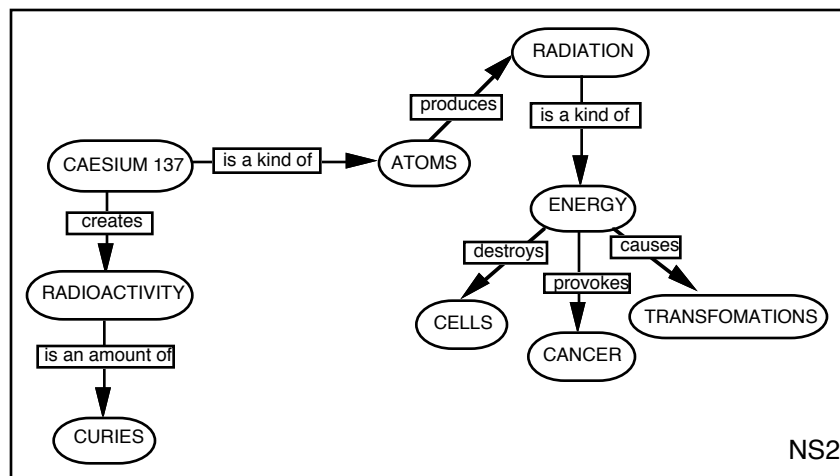 RADIATION
produces
is a kind of
CAESIUM 137
is a kind of
ATOMS
creates
ENERGY
destroys
causes
RADIOACTIVITY
provokes
CELLS
TRANSFOMATIONS
is an amount of
CANCER
CURIES
NS2